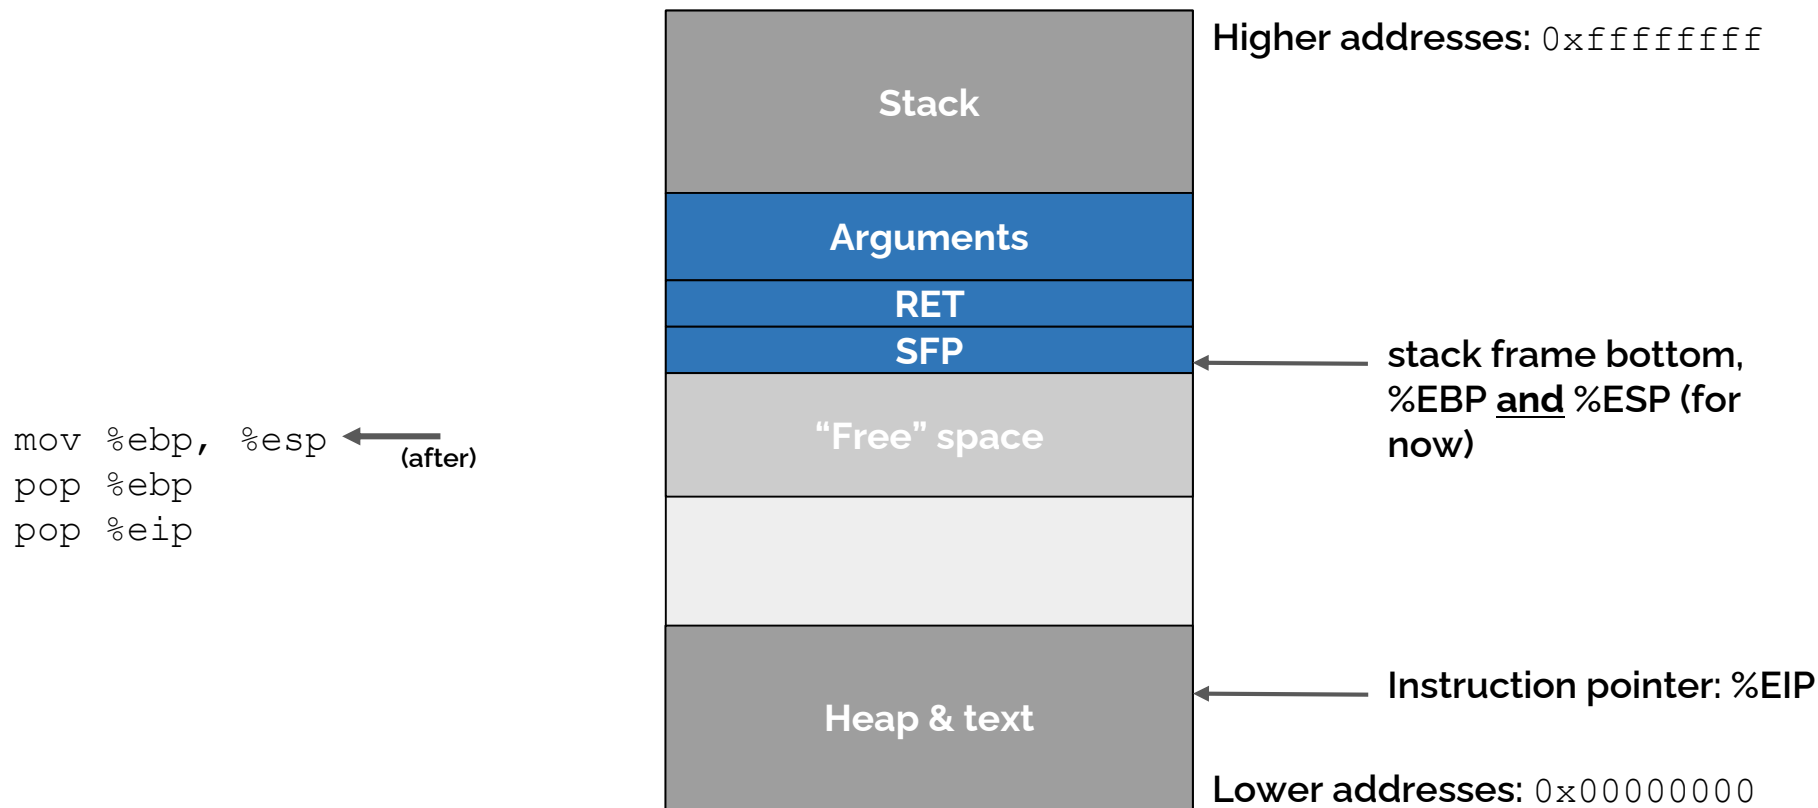 Higher addresses: 0xffffffff
Stack
Arguments
RET
SFP
stack frame bottom,
%EBP and %ESP (for
now)
mov %ebp, %esp
(after)
pop %ebp
pop %eip
“Free” space
Instruction pointer: %EIP
Heap & text
Lower addresses: 0x00000000